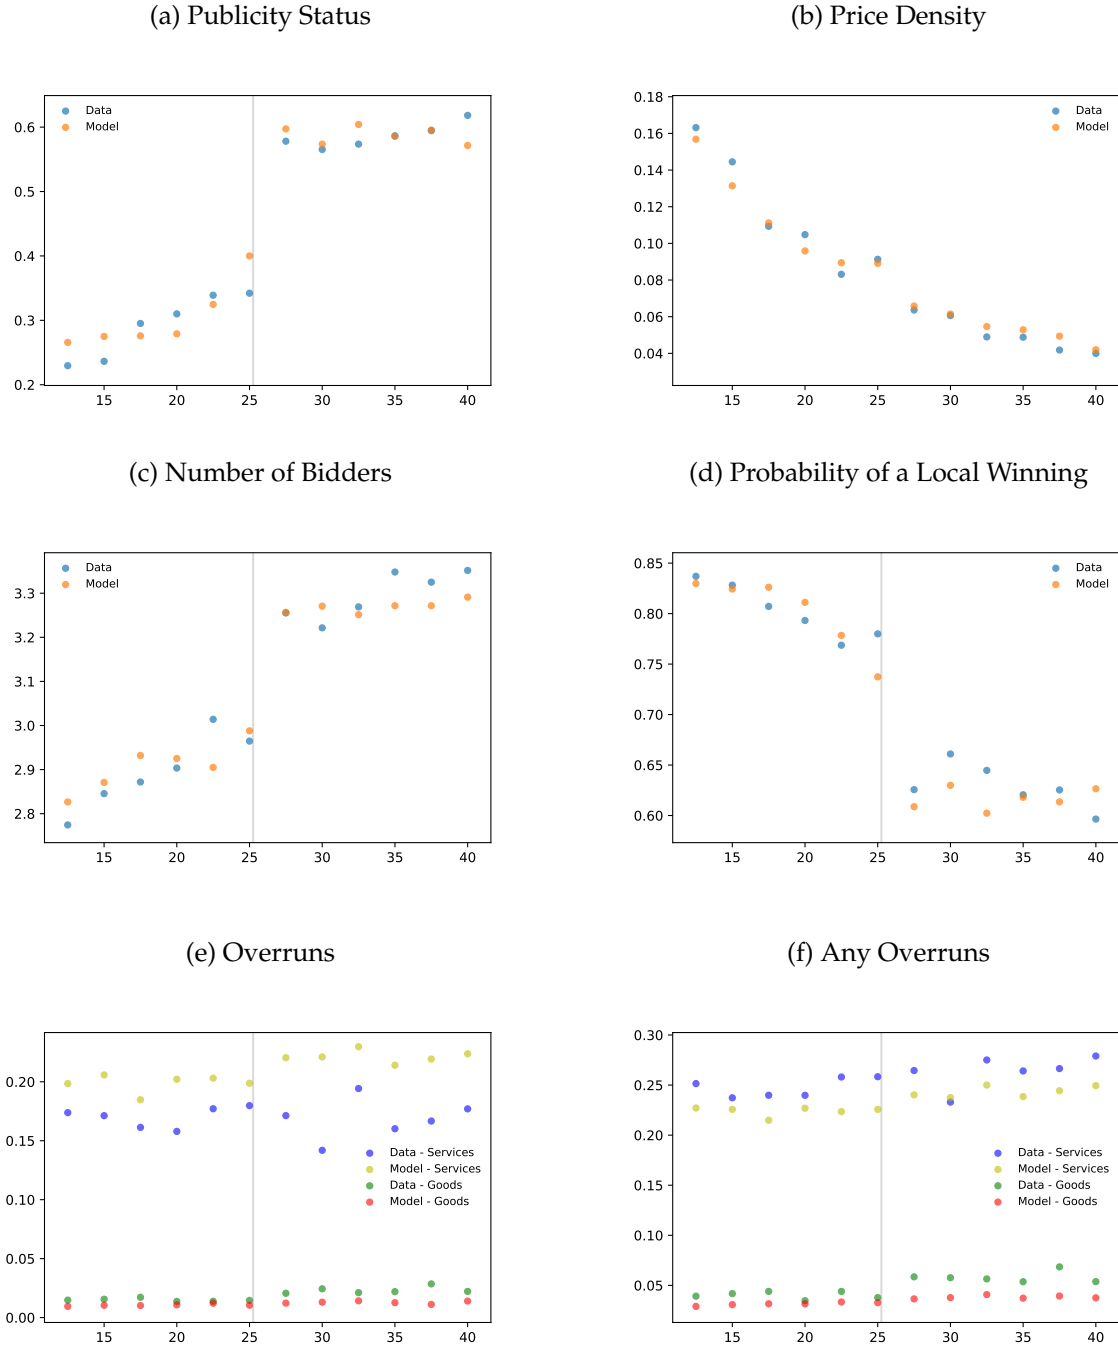 (a) Publicity Status
(b) Price Density
Data
Model
0.6
0.5
0.4
0.3
0.2
15 20 25 30 35 40
Data
Model
0.18
0.16
0.14
0.12
0.10
0.08
0.06
0.04
15 20 25 30 35 40
(c) Number of Bidders
(d) Probability of a Local Winning
Data
Model
3.3
3.2
3.1
3.0
2.9
2.8
15 20 25 30 35 40
Data
Model
0.85
0.80
0.75
0.70
0.65
0.60
15 20 25 30 35 40
(e) Overruns
(f) Any Overruns
0.20
0.15
0.10
0.05
0.00
Data - Services
Model - Services
Data - Goods
Model - Goods
15 20 25 30 35 40
0.30
0.25
0.20
0.15
0.10
0.05
Data - Services
Model - Services
Data - Goods
Model - Goods
15 20 25 30 35 40